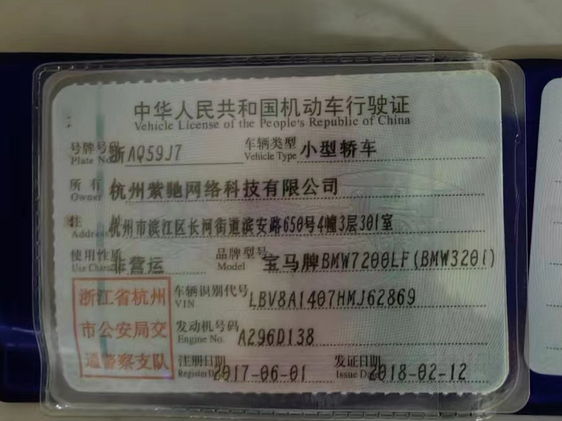 中华人民共和国机动车行驶证
Vehicle License of the People's Republic of China
号牌号码 浙AQ59J7 车辆类型 小型轿车
Plate No. Vehicle Type
所有人 杭州紫驰网络科技有限公司
Owner
住址 杭州市滨江区长河街道滨安路650号4幢3层301室
Address
使用性质 非营运 品牌型号 宝马牌BMW7200LF(BMW320i)
Use Character Model
浙江省杭州
市公安局交
通警察支队
车辆识别代号 LBV8A1407HMJ62869
VIN
发动机号码 A296D138
Engine No.
注册日期 2017-06-01 发证日期 2018-02-12
Register Date Issue Date